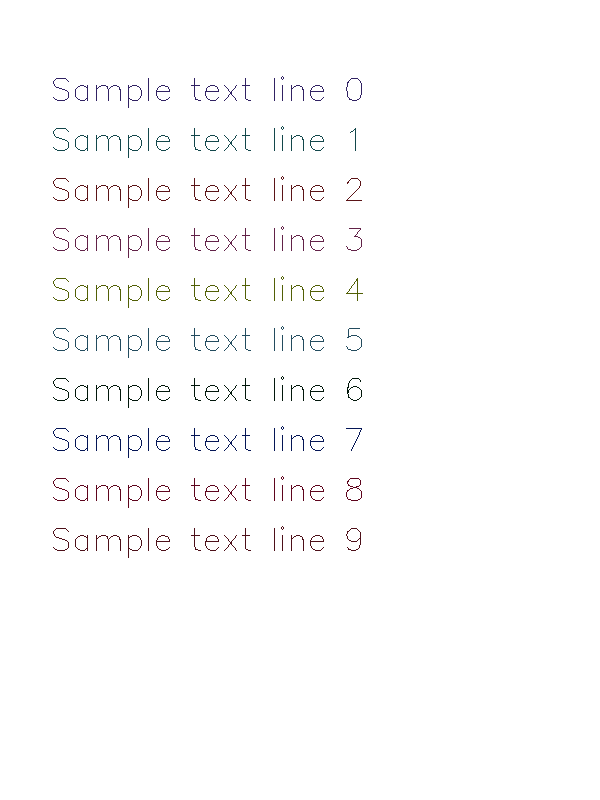 Sample text line 0
Sample text line 1
Sample text line 2
Sample text line 3
Sample text line 4
Sample text line 5
Sample text line 6
Sample text line 7
Sample text line 8
Sample text line 9